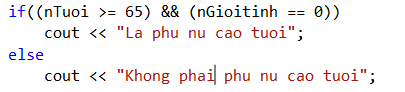 if((nTuoi >= 65) && (nGioitinh == 0))
    cout << "La phu nu cao tuoi";
else
    cout << "Khong phai phu nu cao tuoi";